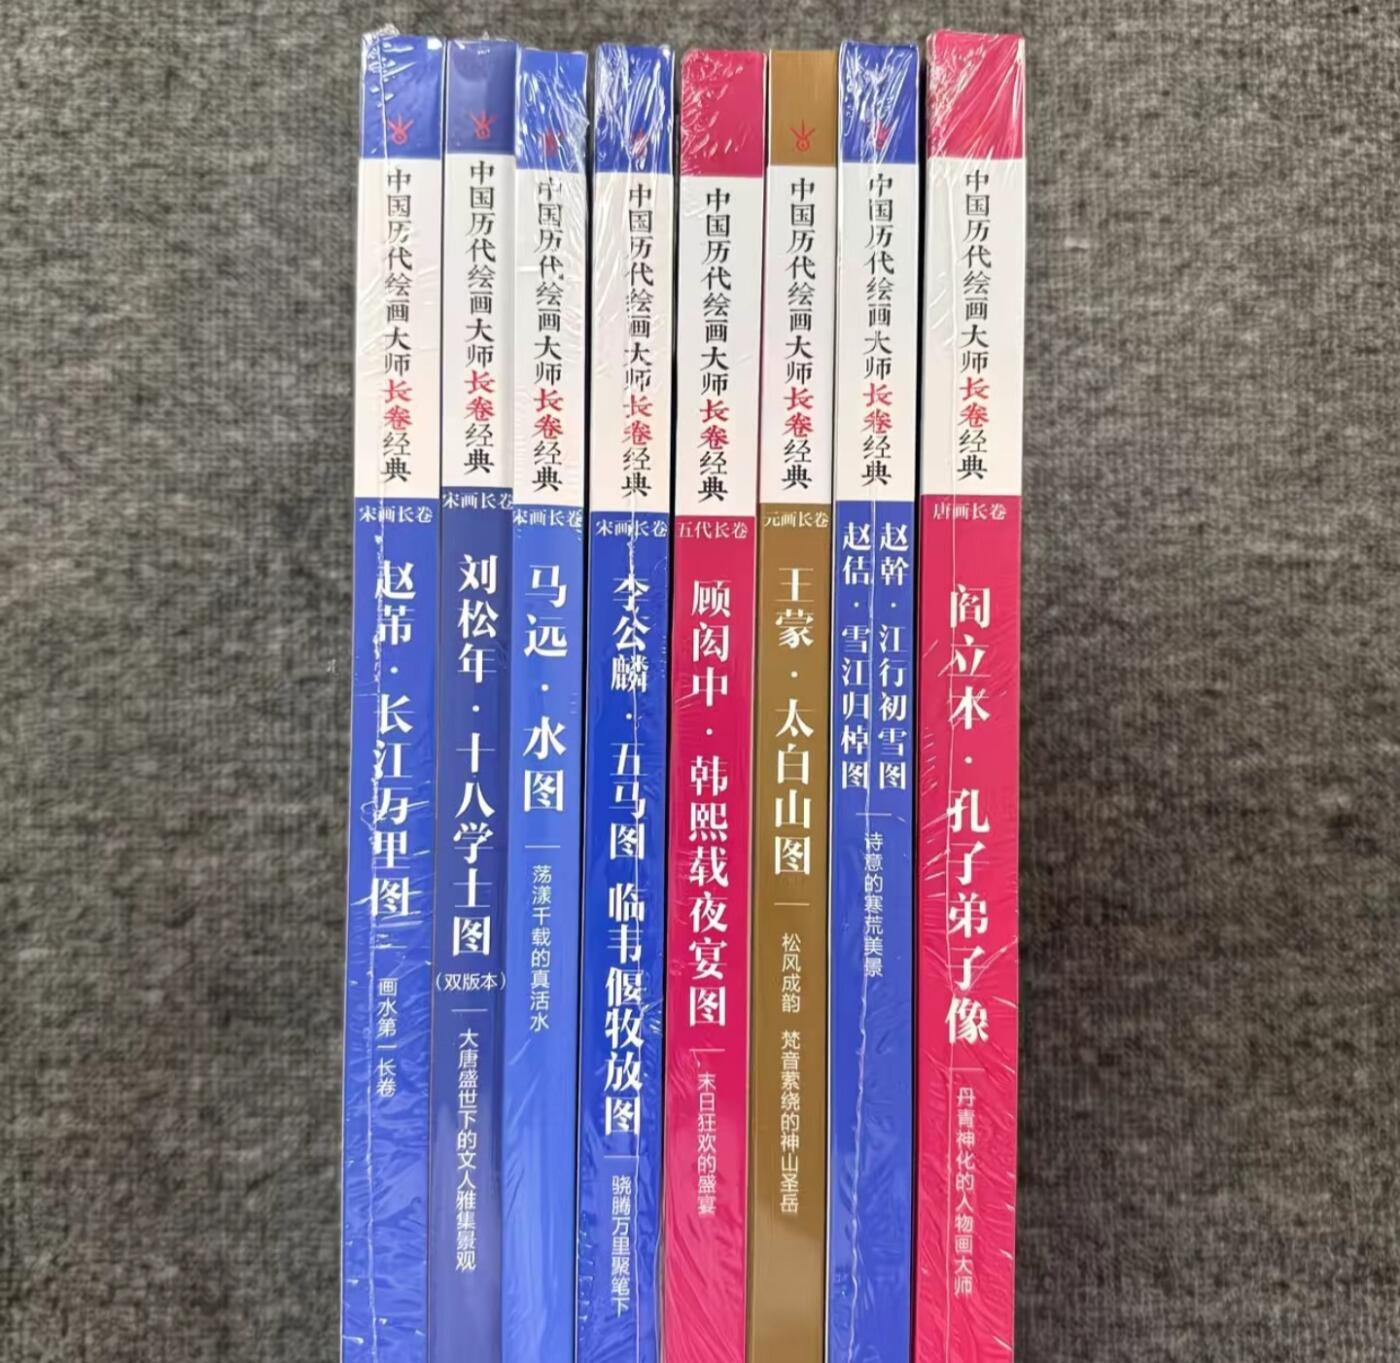 中国历代绘画大师长卷经典
宋画长卷
赵芾·长江万里图
画水第一长卷
中国历代绘画大师长卷经典
宋画长卷
刘松年·十八学士图
（双版本）
大唐盛世下的文人雅集景观
中国历代绘画大师长卷经典
宋画长卷
马远·水图
荡漾千载的真活水
中国历代绘画大师长卷经典
宋画长卷
李公麟·五马图 临韦偃牧放图
骁腾万里聚笔下
中国历代绘画大师长卷经典
五代长卷
顾闳中·韩熙载夜宴图
末日狂欢的盛宴
中国历代绘画大师长卷经典
元画长卷
王蒙·太白山图
松风成韵 梵音萦绕的神山圣岳
中国历代绘画大师长卷经典
赵幹·江行初雪图
赵佶·雪江归棹图
诗意的寒荒美景
中国历代绘画大师长卷经典
唐画长卷
阎立本·孔子弟子像
丹青神化的人物画大师